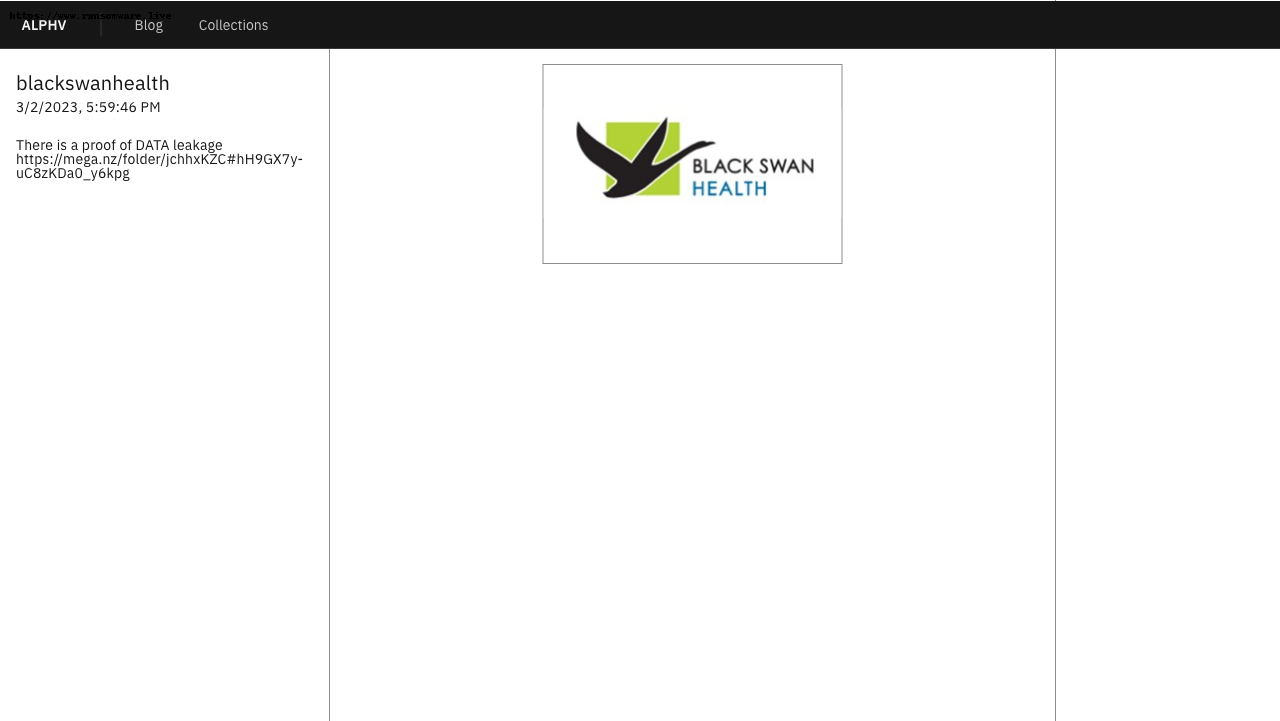 https://www.ransomware.live
ALPHV
Blog
Collections
blackswanhealth
3/2/2023, 5:59:46 PM
There is a proof of DATA leakage
https://mega.nz/folder/jchhxKZC#hH9GX7y-
uC8zKDa0_y6kpg
BLACK SWAN
HEALTH